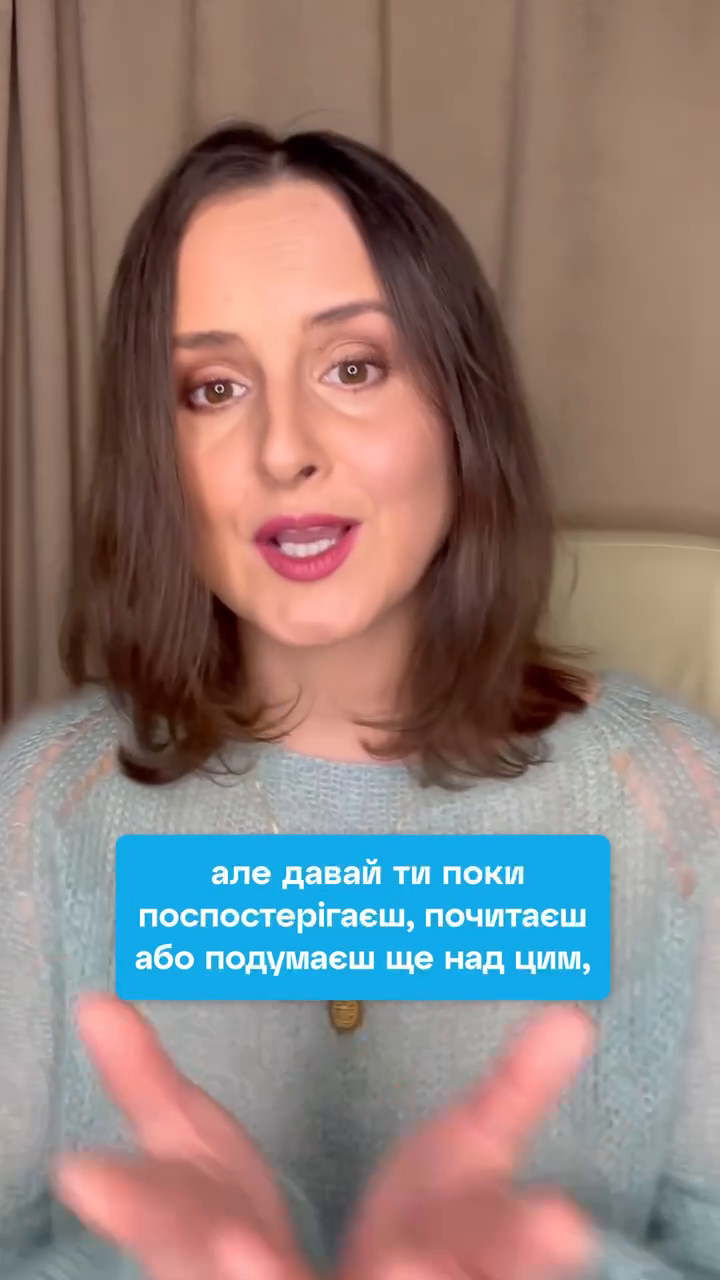 але давай ти поки
поспостерігаєш, почитаєш
або подумаєш ще над цим,